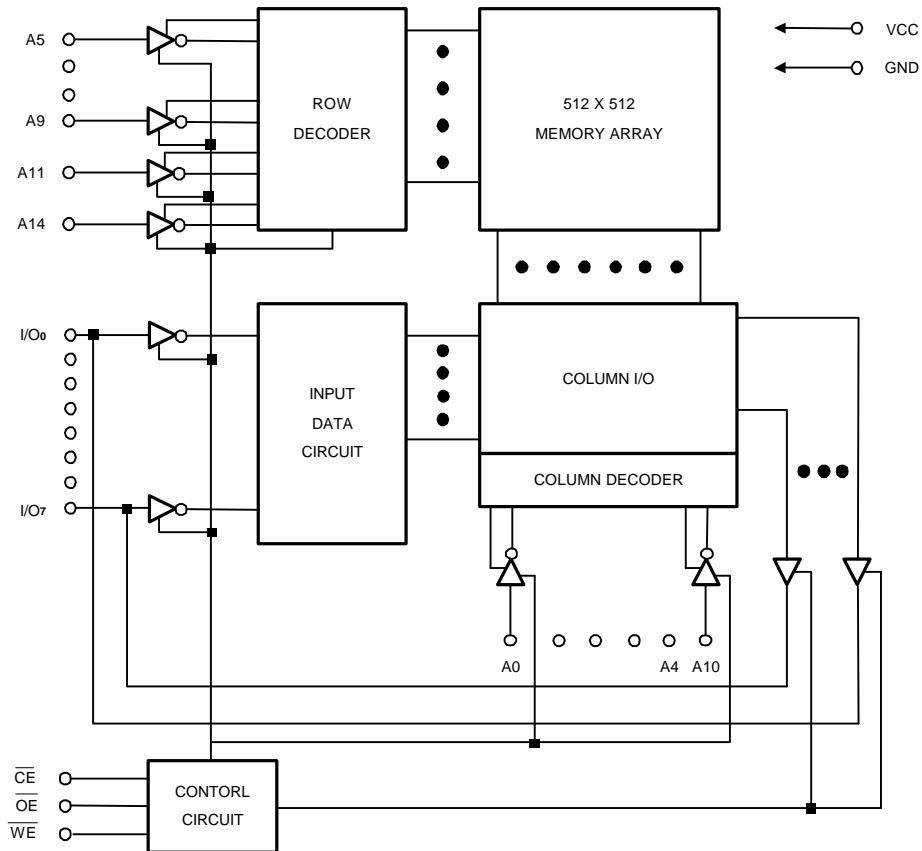 A5
A9
A11
A14
ROW
DECODER
512 X 512
MEMORY ARRAY
VCC
GND
I/O0
I/O7
INPUT
DATA
CIRCUIT
COLUMN I/O
COLUMN DECODER
A0
A4
A10
CE
OE
WE
CONTORL
CIRCUIT